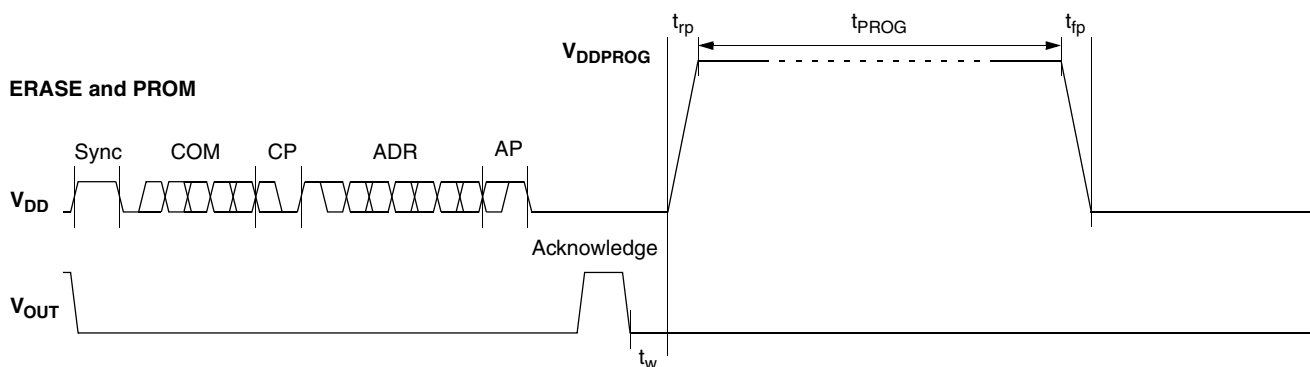 t_rp
t_PROG
t_fp
V_DDPROG
ERASE and PROM
Sync
COM
CP
ADR
AP
V_DD
Acknowledge
V_OUT
t_w